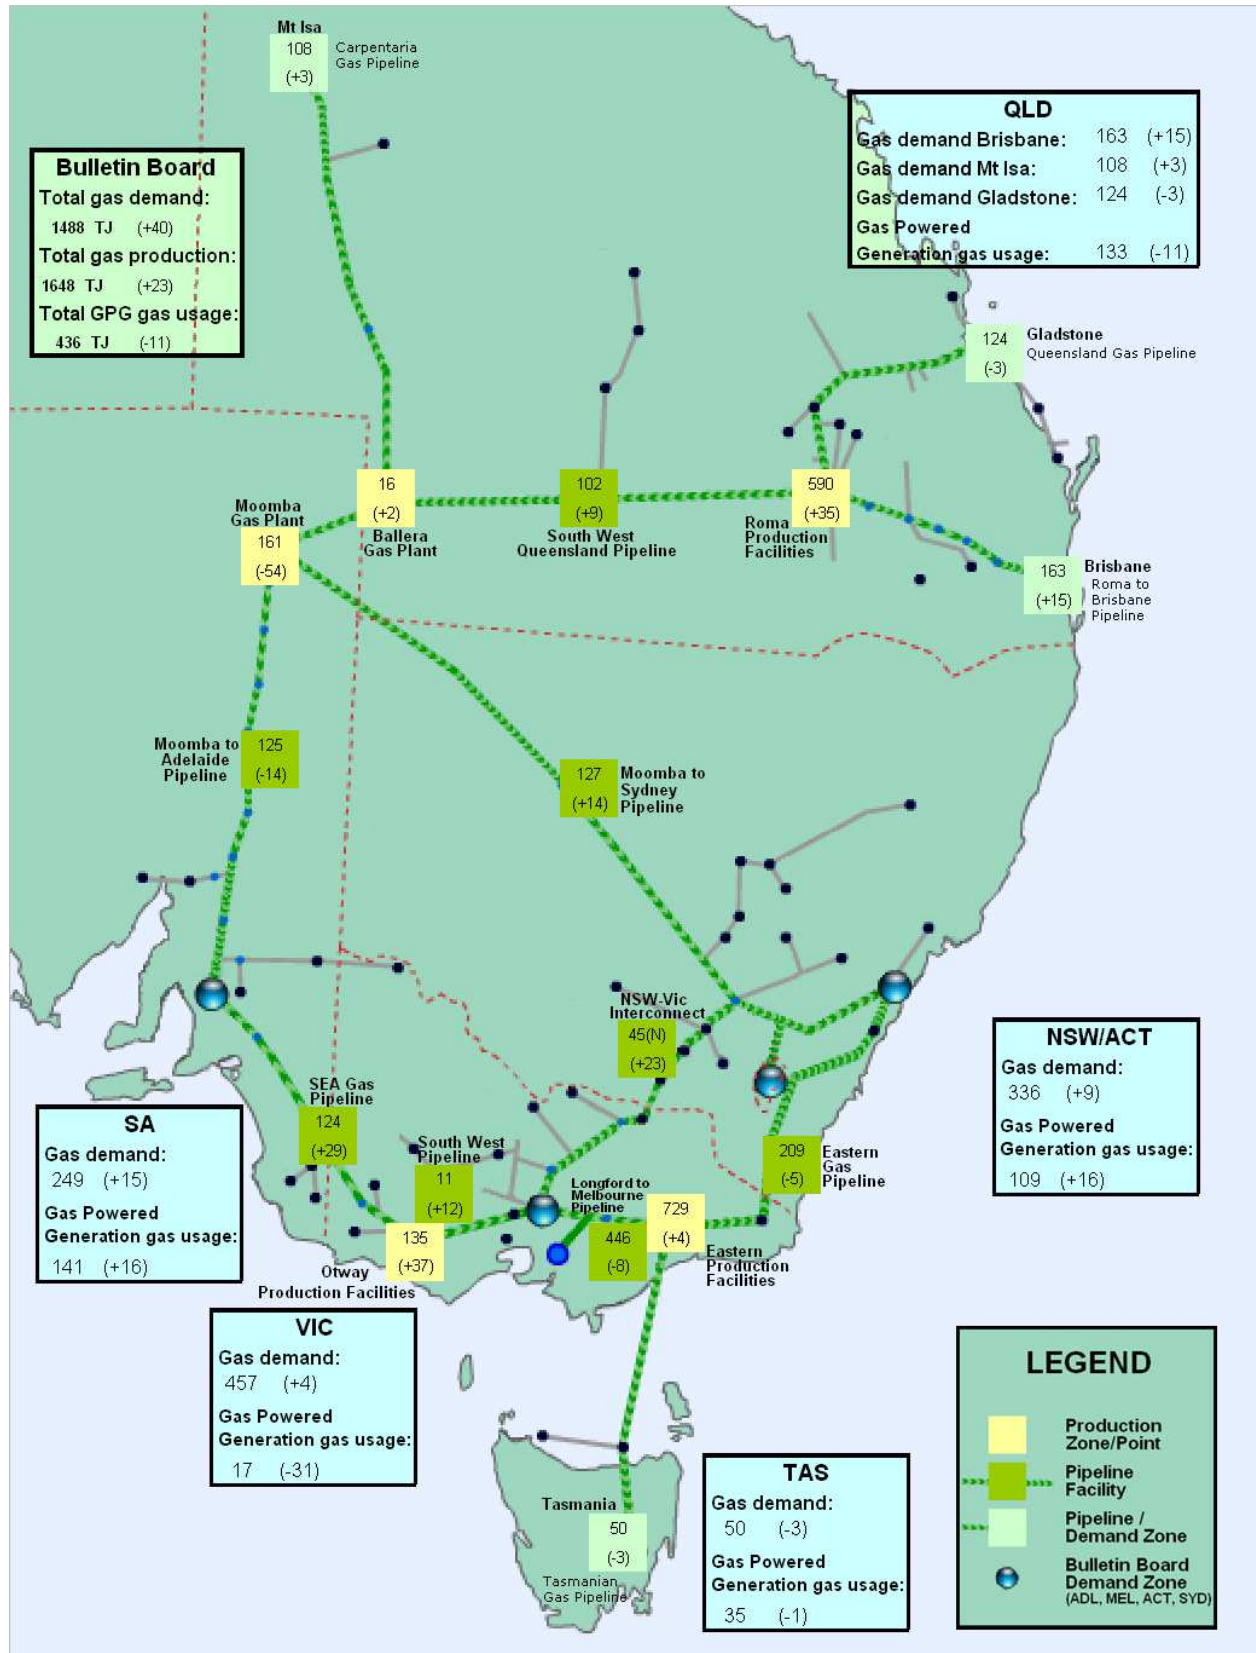 Mt Isa
108
(+3)
Carpentaria
Gas Pipeline
QLD
Gas demand Brisbane: 163 (+15)
Gas demand Mt Isa: 108 (+3)
Gas demand Gladstone: 124 (-3)
Gas Powered
Generation gas usage: 133 (-11)
Bulletin Board
Total gas demand:
1488 TJ (+40)
Total gas production:
1648 TJ (+23)
Total GPG gas usage:
436 TJ (-11)
124
(-3)
Gladstone
Queensland Gas Pipeline
16
(+2)
Ballera
Gas Plant
102
(+9)
South West
Queensland Pipeline
590
(+35)
Roma
Production
Facilities
Moomba
Gas Plant
161
(-54)
163
(+15)
Brisbane
Roma to
Brisbane
Pipeline
Moomba to
Adelaide
Pipeline
125
(-14)
127
(+14)
Moomba to
Sydney
Pipeline
NSW-Vic
Interconnect
45(N)
(+23)
NSW/ACT
Gas demand:
336 (+9)
Gas Powered
Generation gas usage:
109 (+16)
SEA Gas
Pipeline
124
(+29)
SA
Gas demand:
249 (+15)
Gas Powered
Generation gas usage:
141 (+16)
South West
Pipeline
11
(+12)
Longford to
Melbourne
Pipeline
446
(-8)
209
(-5)
Eastern
Gas
Pipeline
729
(+4)
Eastern
Production
Facilities
135
(+37)
Otway
Production Facilities
VIC
Gas demand:
457 (+4)
Gas Powered
Generation gas usage:
17 (-31)
Tasmania
50
(-3)
Tasmanian
Gas Pipeline
TAS
Gas demand:
50 (-3)
Gas Powered
Generation gas usage:
35 (-1)
LEGEND
Production
Zone/Point
Pipeline
Facility
Pipeline /
Demand Zone
Bulletin Board
Demand Zone
(ADL, MEL, ACT, SYD)